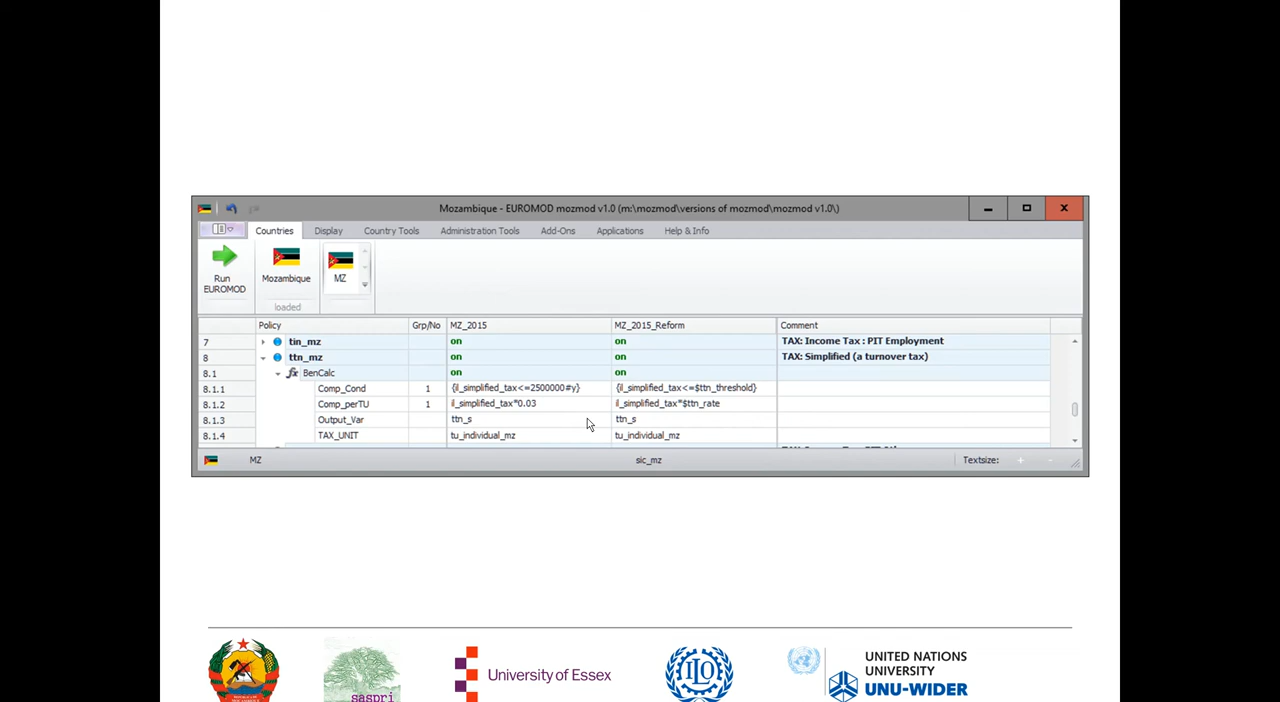 Mozambique - EUROMOD mozmod v1.0 (m:\mozmod\versions of mozmod\mozmod v1.0\)
Countries Display Country Tools Administration Tools Add-Ons Applications Help & Info
Run EUROMOD
Mozambique
loaded
MZ
Policy Grp/No MZ_2015 MZ_2015_Reform Comment
7 tin_mz on on TAX: Income Tax : PIT Employment
8 ttn_mz on on TAX: Simplified (a turnover tax)
8.1 fx BenCalc on on
8.1.1 Comp_Cond 1 {il_simplified_tax<=2500000#y} {il_simplified_tax<=$ttn_threshold}
8.1.2 Comp_perTU 1 il_simplified_tax*0.03 il_simplified_tax*$ttn_rate
8.1.3 Output_Var ttn_s ttn_s
8.1.4 TAX_UNIT tu_individual_mz tu_individual_mz
MZ sic_mz Textsize:
saspri
University of Essex
ILO
UNITED NATIONS
UNIVERSITY
UNU-WIDER